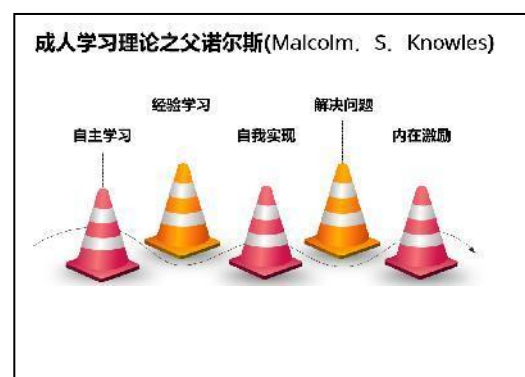 成人学习理论之父诺尔斯(Malcolm．S．Knowles)
经验学习
解决问题
自主学习
自我实现
内在激励